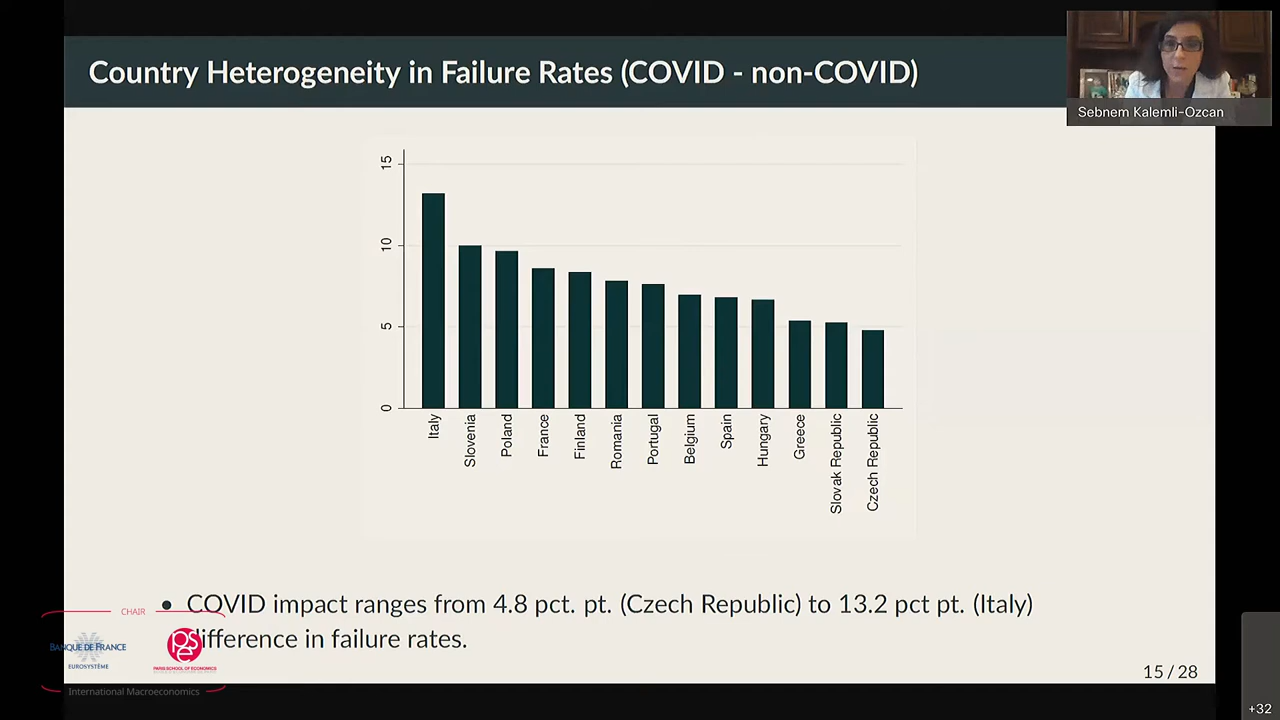 Country Heterogeneity in Failure Rates (COVID - non-COVID)
Sebnem Kalemli-Ozcan
15
10
5
0
Italy
Slovenia
Poland
France
Finland
Romania
Portugal
Belgium
Spain
Hungary
Greece
Slovak Republic
Czech Republic
• COVID impact ranges from 4.8 pct. pt. (Czech Republic) to 13.2 pct pt. (Italy)
difference in failure rates.
CHAIR
BANQUE DE FRANCE
EUROSYSTÈME
PSE
PARIS SCHOOL OF ECONOMICS
International Macroeconomics
15 / 28
+32